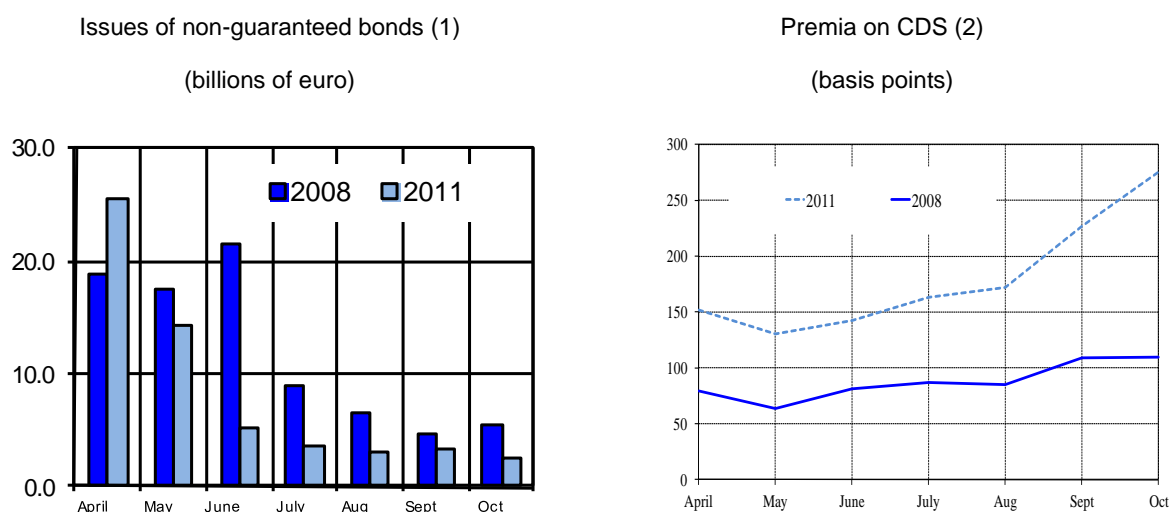 Issues of non-guaranteed bonds (1)
(billions of euro)
30.0
20.0
10.0
0.0
2008 2011
April May June July Aug Sept Oct
Premia on CDS (2)
(basis points)
300
250
200
150
100
50
0
2011 2008
April May June July Aug Sept Oct